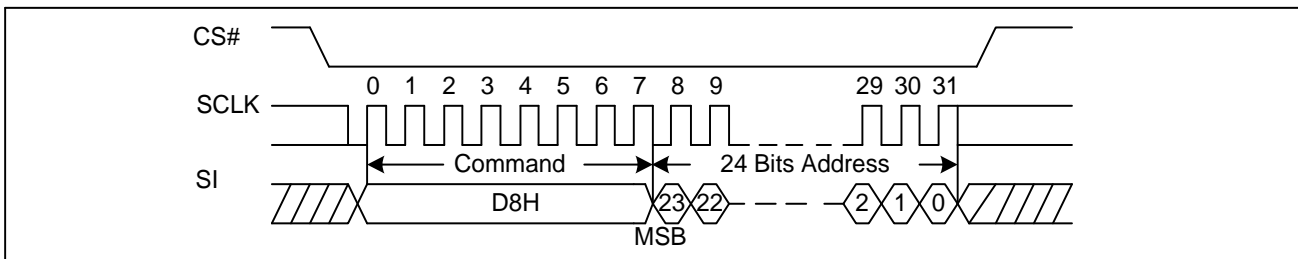 CS#
0 1 2 3 4 5 6 7 8 9 29 30 31
SCLK
Command 24 Bits Address
SI
D8H 23 22 2 1 0
MSB